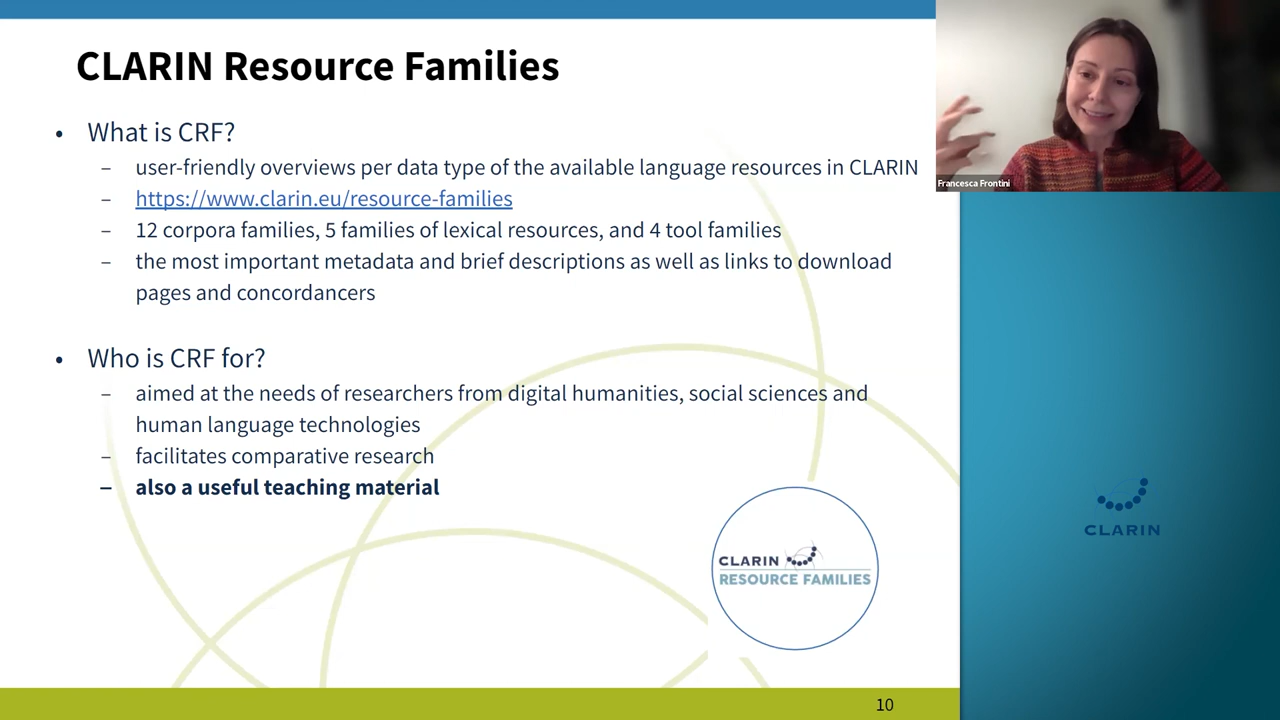 CLARIN Resource Families
• What is CRF?
– user-friendly overviews per data type of the available language resources in CLARIN
– https://www.clarin.eu/resource-families
– 12 corpora families, 5 families of lexical resources, and 4 tool families
– the most important metadata and brief descriptions as well as links to download
pages and concordancers
• Who is CRF for?
– aimed at the needs of researchers from digital humanities, social sciences and
human language technologies
– facilitates comparative research
– also a useful teaching material
CLARIN
RESOURCE FAMILIES
10
Francesca Frontini
CLARIN